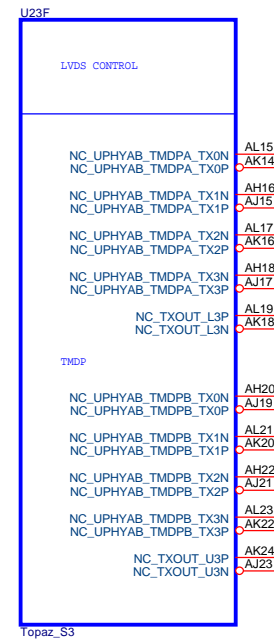 U23F
LVDS CONTROL
NC_UPHYAB_TMDPA_TX0N AL15
NC_UPHYAB_TMDPA_TX0P AK14
NC_UPHYAB_TMDPA_TX1N AH16
NC_UPHYAB_TMDPA_TX1P AJ15
NC_UPHYAB_TMDPA_TX2N AL17
NC_UPHYAB_TMDPA_TX2P AK16
NC_UPHYAB_TMDPA_TX3N AH18
NC_UPHYAB_TMDPA_TX3P AJ17
NC_TXOUT_L3P AL19
NC_TXOUT_L3N AK18
TMDP
NC_UPHYAB_TMDPB_TX0N AH20
NC_UPHYAB_TMDPB_TX0P AJ19
NC_UPHYAB_TMDPB_TX1N AL21
NC_UPHYAB_TMDPB_TX1P AK20
NC_UPHYAB_TMDPB_TX2N AH22
NC_UPHYAB_TMDPB_TX2P AJ21
NC_UPHYAB_TMDPB_TX3N AL23
NC_UPHYAB_TMDPB_TX3P AK22
NC_TXOUT_U3P AK24
NC_TXOUT_U3N AJ23
Topaz_S3